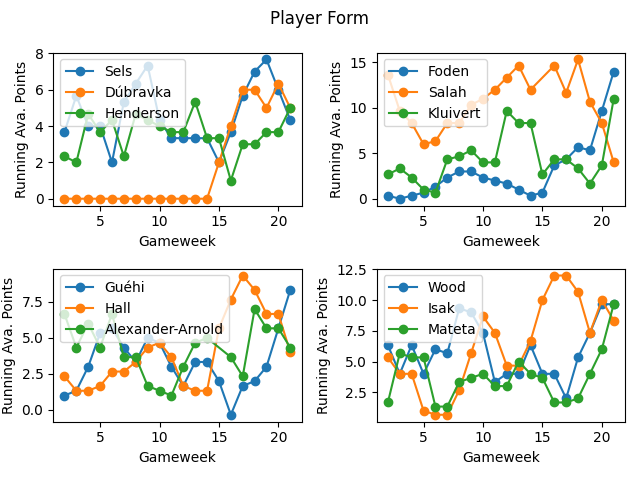 Player Form
8
6
4
2
0
Running Ava. Points
Sels
Dúbravka
Henderson
5
10
15
20
Gameweek
15
10
5
0
Running Ava. Points
Foden
Salah
Kluivert
5
10
15
20
Gameweek
7.5
5.0
2.5
0.0
Running Ava. Points
Guéhi
Hall
Alexander-Arnold
5
10
15
20
Gameweek
12.5
10.0
7.5
5.0
2.5
Running Ava. Points
Wood
Isak
Mateta
5
10
15
20
Gameweek